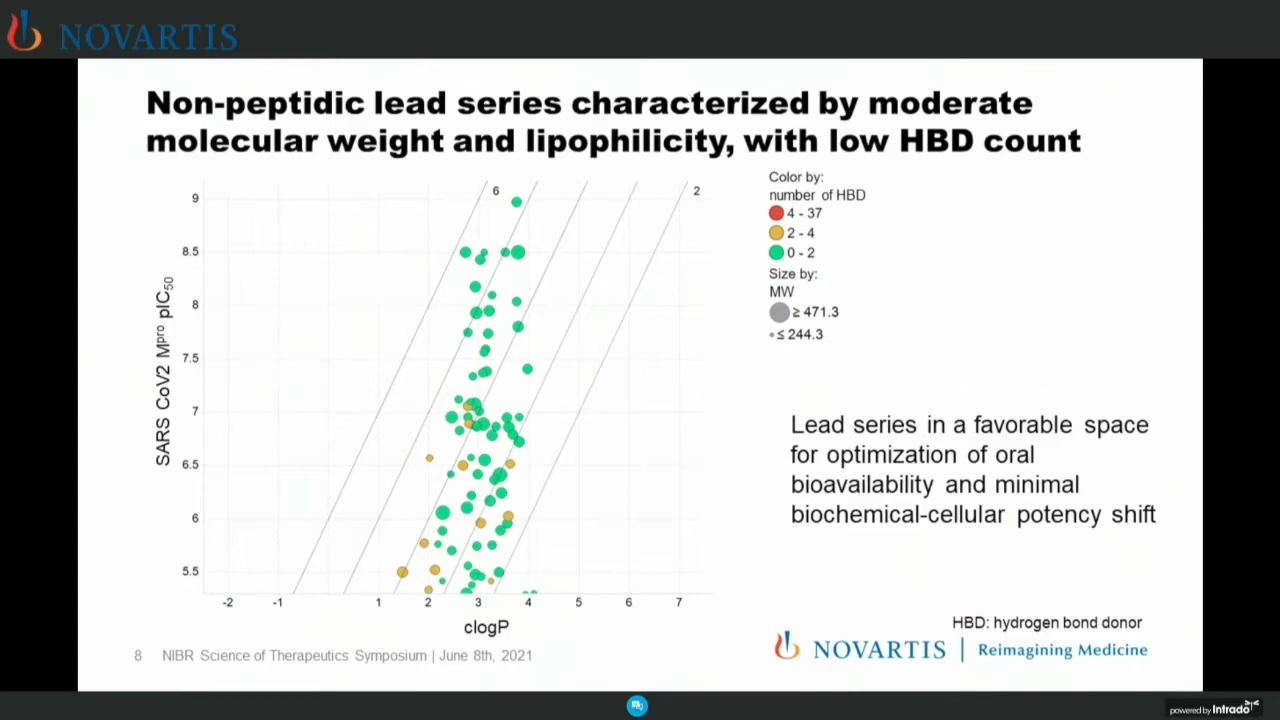 NOVARTIS
Non-peptidic lead series characterized by moderate
molecular weight and lipophilicity, with low HBD count
6
2
9
8.5
8
7.5
7
6.5
6
5.5
SARS CoV2 Mpro pIC50
-2
-1
1
2
3
4
5
6
7
clogP
Color by:
number of HBD
4 - 37
2 - 4
0 - 2
Size by:
MW
≥ 471.3
≤ 244.3
Lead series in a favorable space
for optimization of oral
bioavailability and minimal
biochemical-cellular potency shift
HBD: hydrogen bond donor
8 NIBR Science of Therapeutics Symposium | June 8th, 2021
NOVARTIS | Reimagining Medicine
powered by Intrado